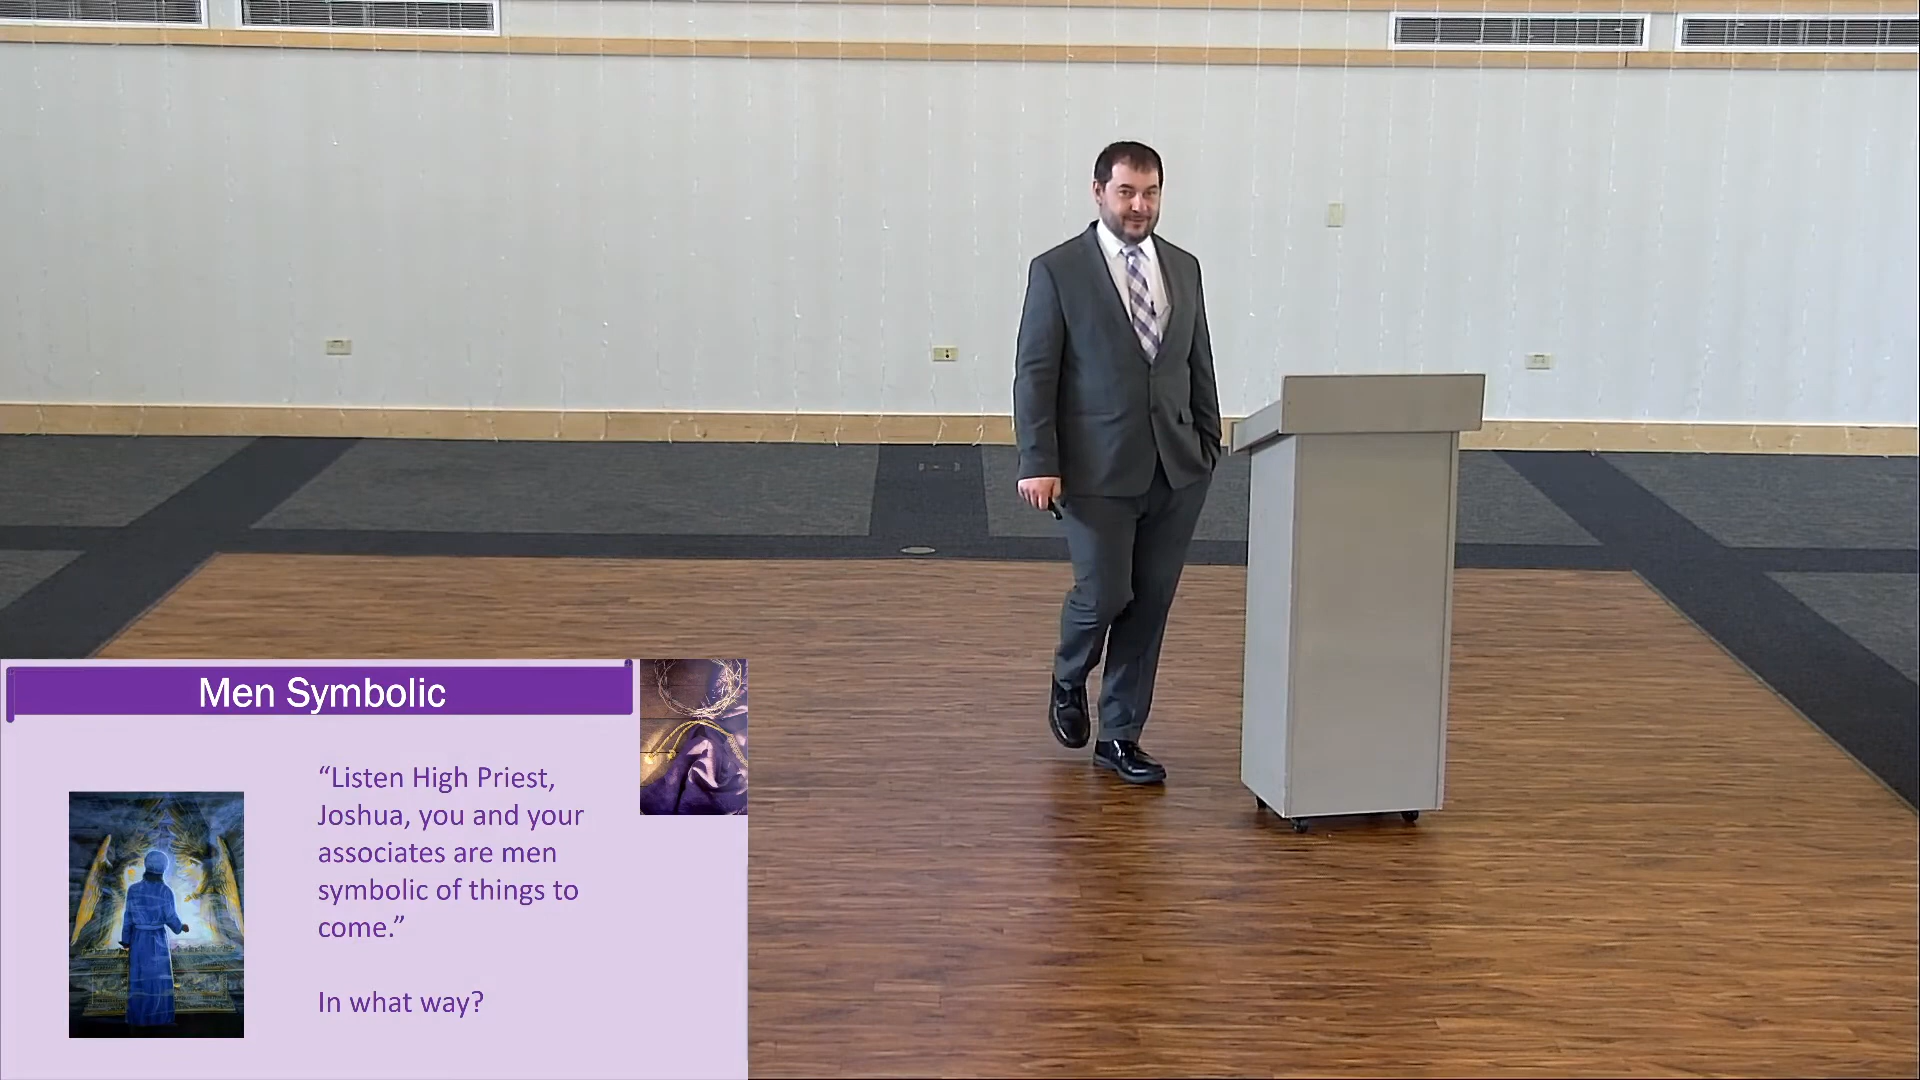 Men Symbolic
“Listen High Priest,
Joshua, you and your
associates are men
symbolic of things to
come.”
In what way?